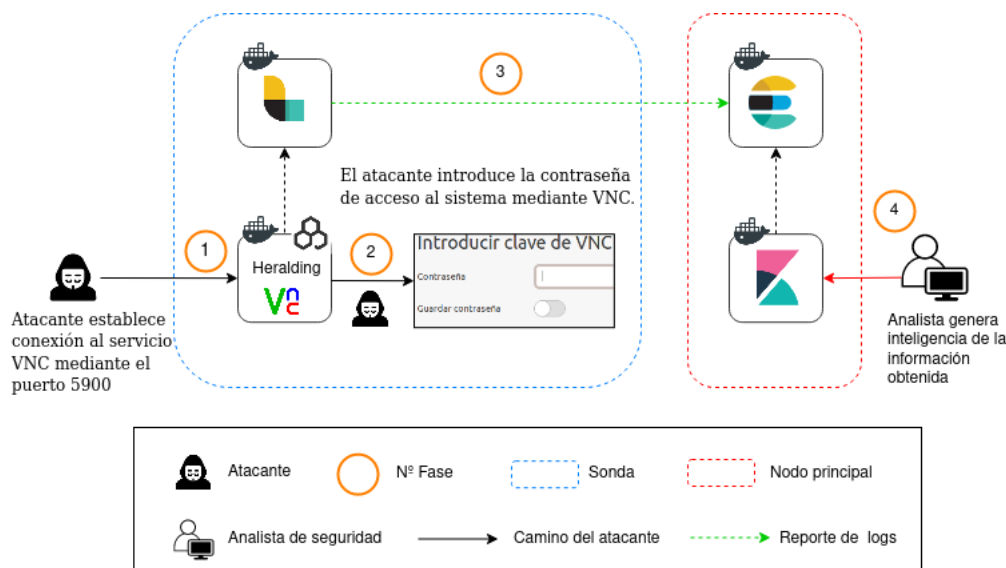 3
El atacante introduce la contraseña
de acceso al sistema mediante VNC.
1
Heralding
Vnc
2
Introducir clave de VNC
Contraseña
Guardar contraseña
4
Atacante establece
conexión al servicio
VNC mediante el
puerto 5900
Analista genera
inteligencia de la
información
obtenida
Atacante
Nº Fase
Sonda
Nodo principal
Analista de seguridad
Camino del atacante
Reporte de logs